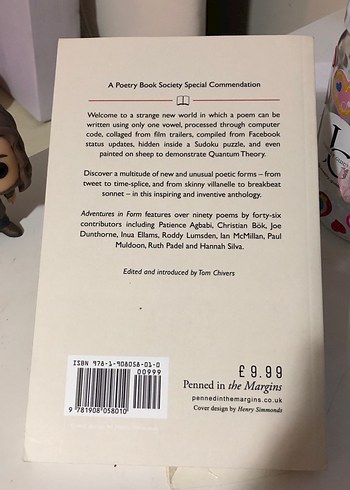 A Poetry Book Society Special Commendation
Welcome to a strange new world in which a poem can be
written using only one vowel, processed through computer
code, collaged from film trailers, compiled from Facebook
status updates, hidden inside a Sudoku puzzle, and even
painted on sheep to demonstrate Quantum Theory.
Discover a multitude of new and unusual poetic forms – from
tweet to time-splice, and from skinny villanelle to breakbeat
sonnet – in this inspiring and inventive anthology.
Adventures in Form features over ninety poems by forty-six
contributors including Patience Agbabi, Christian Bök, Joe
Dunthorne, Inua Ellams, Roddy Lumsden, Ian McMillan, Paul
Muldoon, Ruth Padel and Hannah Silva.
Edited and introduced by Tom Chivers
ISBN 978-1-908058-01-0
00999
9 781908 058010
£9.99
Penned in the Margins
pennedinthemargins.co.uk
Cover design by Henry Simmonds